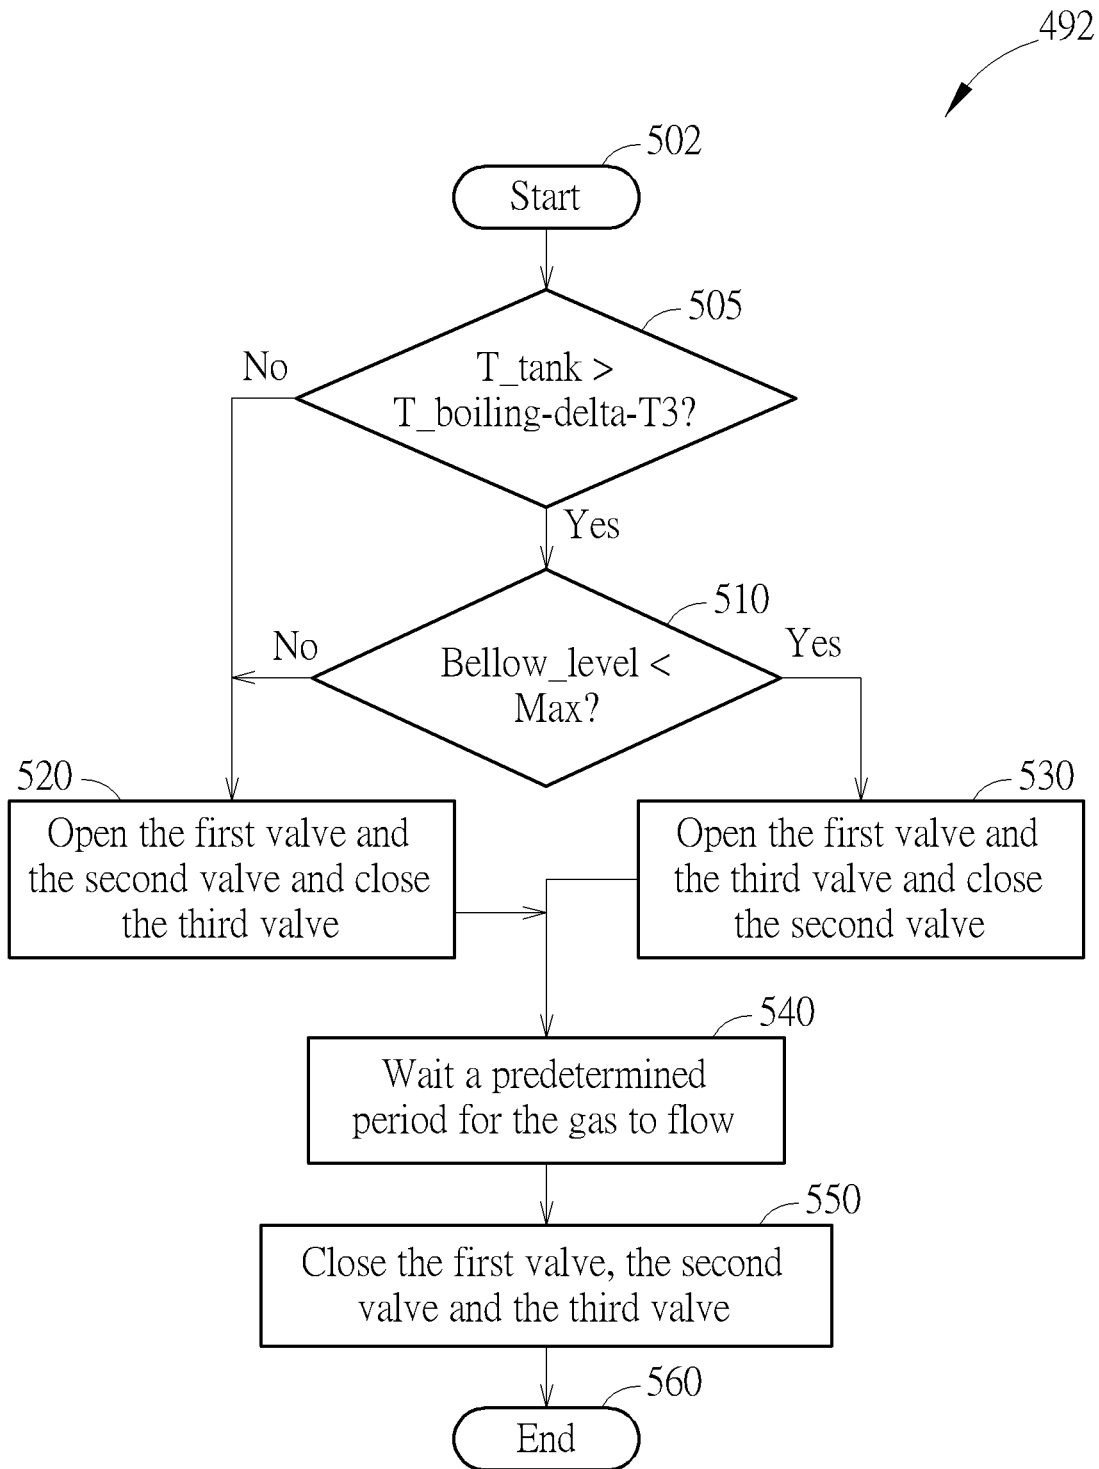 492
502
Start
505
T_tank >
T_boiling-delta-T3?
No
Yes
510
Bellow_level <
Max?
No
Yes
520
Open the first valve and
the second valve and close
the third valve
530
Open the first valve and
the third valve and close
the second valve
540
Wait a predetermined
period for the gas to flow
550
Close the first valve, the second
valve and the third valve
560
End